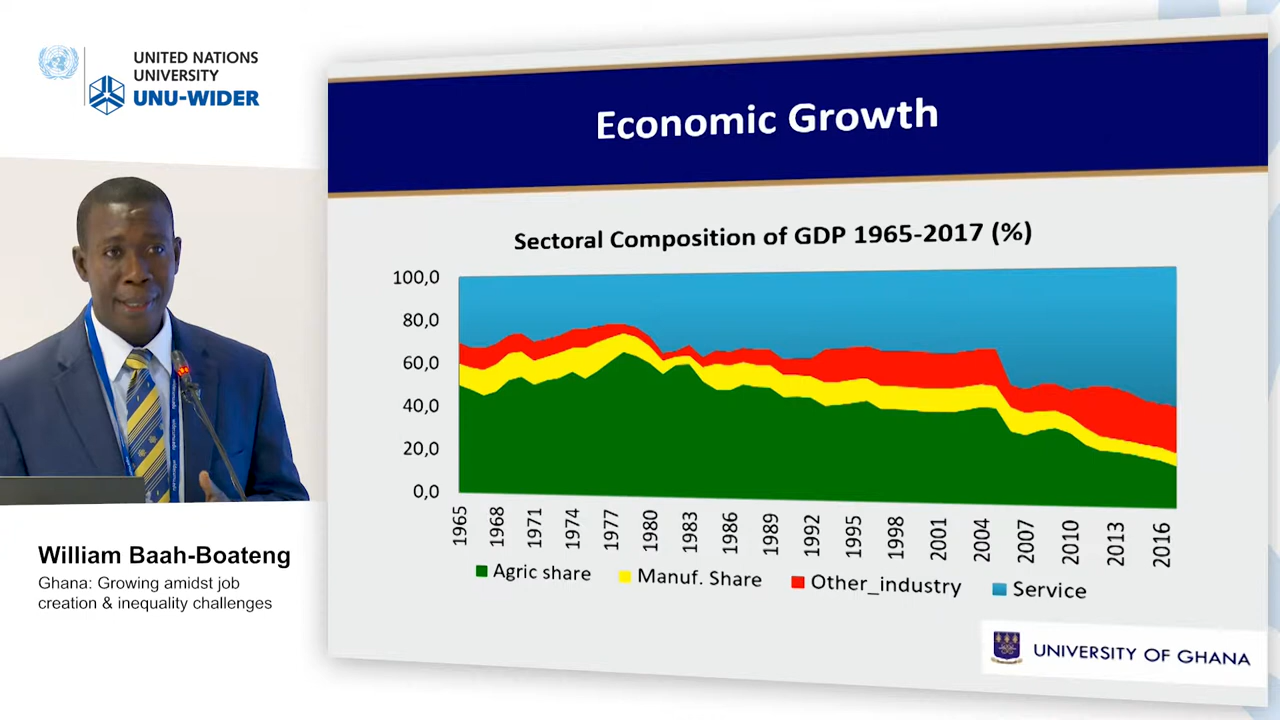 UNITED NATIONS
UNIVERSITY
UNU-WIDER
William Baah-Boateng
Ghana: Growing amidst job
creation & inequality challenges
Economic Growth
Sectoral Composition of GDP 1965-2017 (%)
100,0
80,0
60,0
40,0
20,0
0,0
1965 1968 1971 1974 1977 1980 1983 1986 1989 1992 1995 1998 2001 2004 2007 2010 2013 2016
Agric share Manuf. Share Other_industry Service
UNIVERSITY OF GHANA